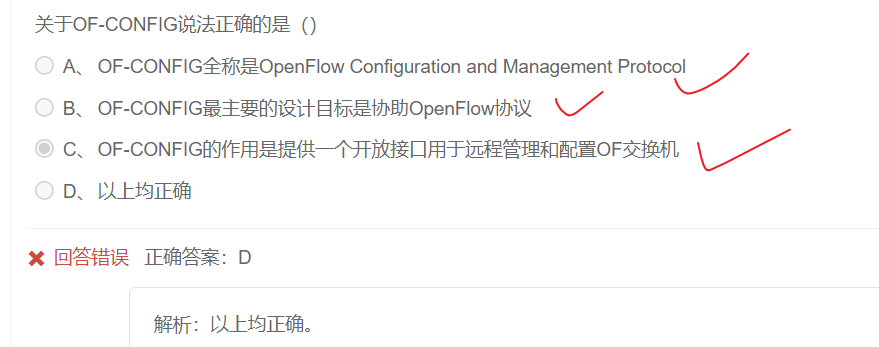 关于OF-CONFIG说法正确的是（）
A、 OF-CONFIG全称是OpenFlow Configuration and Management Protocol
B、 OF-CONFIG最主要的设计目标是协助OpenFlow协议
C、 OF-CONFIG的作用是提供一个开放接口用于远程管理和配置OF交换机
D、 以上均正确
回答错误 正确答案：D
解析：以上均正确。